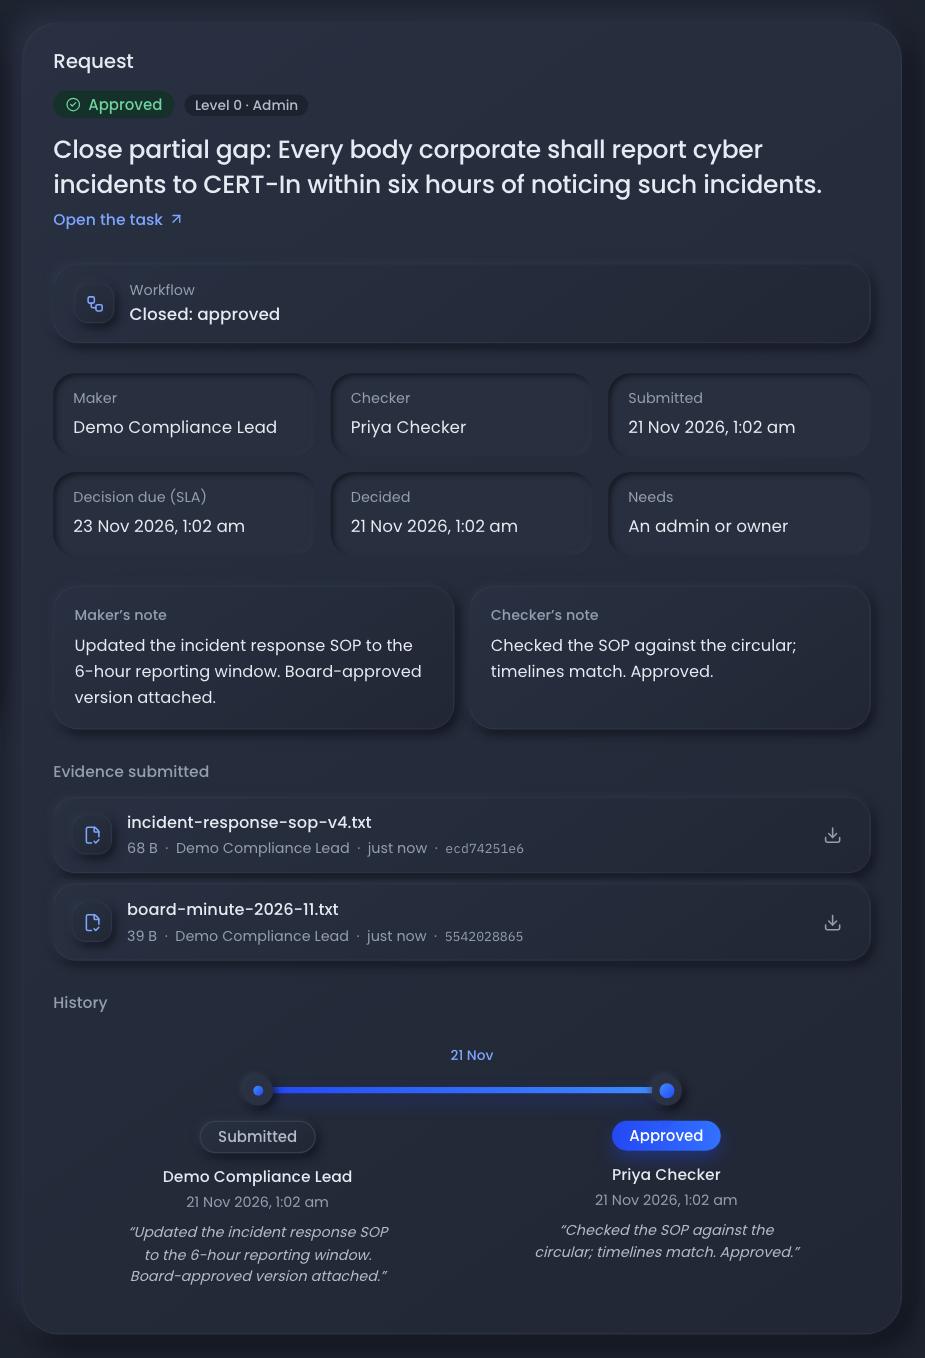 Request
Approved
Level 0 · Admin
Close partial gap: Every body corporate shall report cyber
incidents to CERT-In within six hours of noticing such incidents.
Open the task
Workflow
Closed: approved
Maker
Demo Compliance Lead
Checker
Priya Checker
Submitted
21 Nov 2026, 1:02 am
Decision due (SLA)
23 Nov 2026, 1:02 am
Decided
21 Nov 2026, 1:02 am
Needs
An admin or owner
Maker’s note
Updated the incident response SOP to the
6-hour reporting window. Board-approved
version attached.
Checker’s note
Checked the SOP against the circular;
timelines match. Approved.
Evidence submitted
incident-response-sop-v4.txt
68 B · Demo Compliance Lead · just now · ecd74251e6
board-minute-2026-11.txt
39 B · Demo Compliance Lead · just now · 5542028865
History
21 Nov
Submitted
Demo Compliance Lead
21 Nov 2026, 1:02 am
“Updated the incident response SOP
to the 6-hour reporting window.
Board-approved version attached.”
Approved
Priya Checker
21 Nov 2026, 1:02 am
“Checked the SOP against the
circular; timelines match. Approved.”